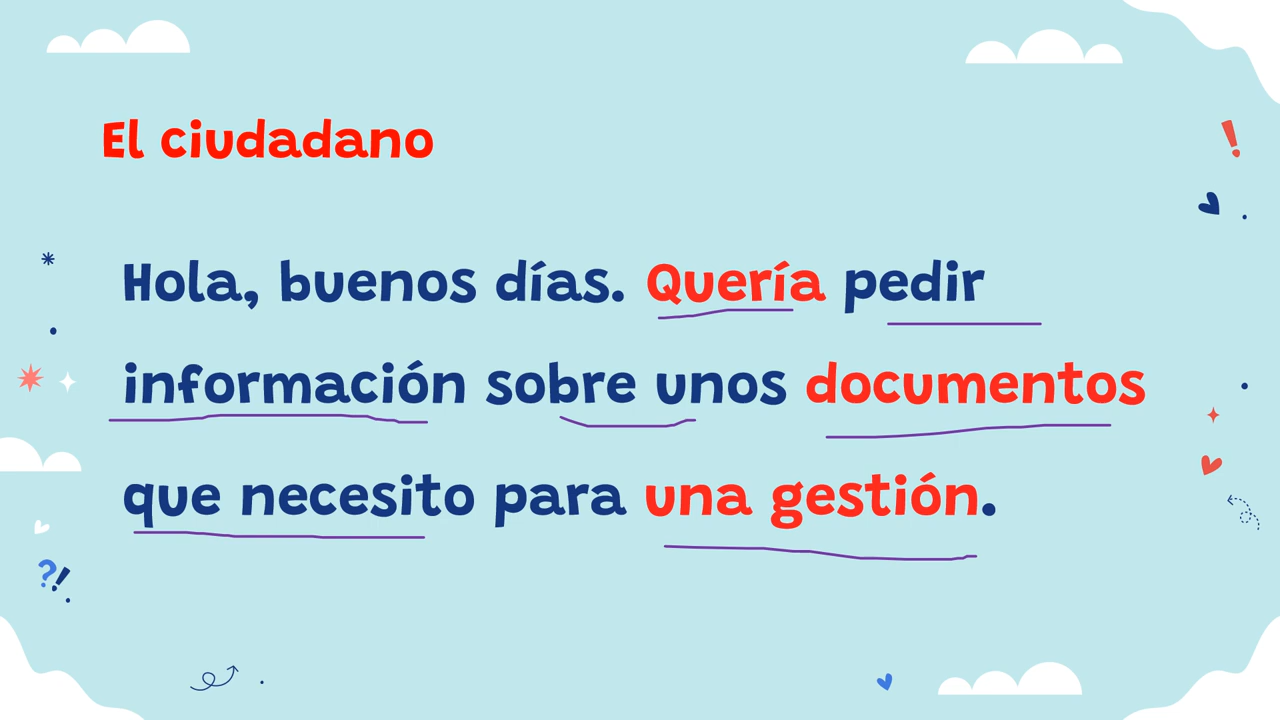 El ciudadano
Hola, buenos días. Quería pedir
información sobre unos documentos
que necesito para una gestión.
?!
!